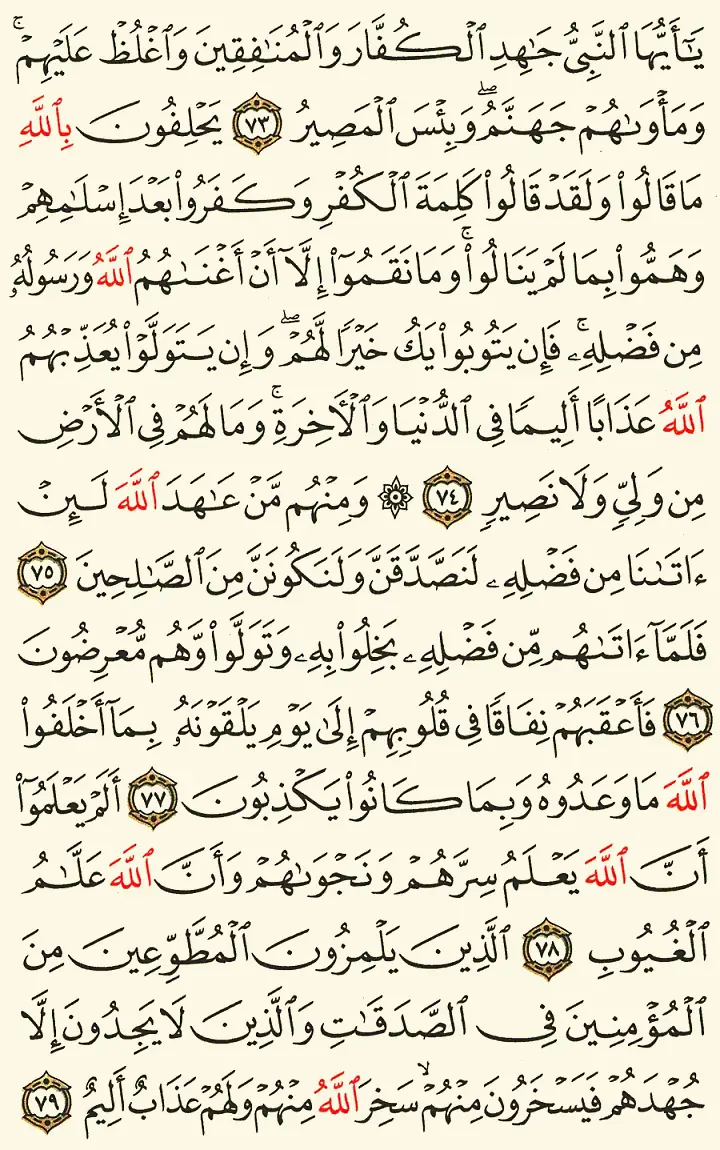 يَٰٓأَيُّهَا ٱلنَّبِيُّ جَٰهِدِ ٱلۡكُفَّارَ وَٱلۡمُنَٰفِقِينَ وَٱغۡلُظۡ عَلَيۡهِمۡۚ
وَمَأۡوَىٰهُمۡ جَهَنَّمُۖ وَبِئۡسَ ٱلۡمَصِيرُ ٧٣ يَحۡلِفُونَ بِٱللَّهِ
مَا قَالُواْ وَلَقَدۡ قَالُواْ كَلِمَةَ ٱلۡكُفۡرِ وَكَفَرُواْ بَعۡدَ إِسۡلَٰمِهِمۡ
وَهَمُّواْ بِمَا لَمۡ يَنَالُواْۚ وَمَا نَقَمُوٓاْ إِلَّآ أَنۡ أَغۡنَىٰهُمُ ٱللَّهُ وَرَسُولُهُۥ
مِن فَضۡلِهِۦۚ فَإِن يَتُوبُواْ يَكُ خَيۡرٗا لَّهُمۡۖ وَإِن يَتَوَلَّوۡاْ يُعَذِّبۡهُمُ
ٱللَّهُ عَذَابًا أَلِيمٗا فِي ٱلدُّنۡيَا وَٱلۡأٓخِرَةِۚ وَمَا لَهُمۡ فِي ٱلۡأَرۡضِ
مِن وَلِيّٖ وَلَا نَصِيرٖ ٧٤ ۞ وَمِنۡهُم مَّنۡ عَٰهَدَ ٱللَّهَ لَئِنۡ
ءَاتَىٰنَا مِن فَضۡلِهِۦ لَنَصَّدَّقَنَّ وَلَنَكُونَنَّ مِنَ ٱلصَّٰلِحِينَ ٧٥
فَلَمَّآ ءَاتَىٰهُم مِّن فَضۡلِهِۦ بَخِلُواْ بِهِۦ وَتَوَلَّواْ وَّهُم مُّعۡرِضُونَ
٧٦ فَأَعۡقَبَهُمۡ نِفَاقٗا فِي قُلُوبِهِمۡ إِلَىٰ يَوۡمِ يَلۡقَوۡنَهُۥ بِمَآ أَخۡلَفُواْ
ٱللَّهَ مَا وَعَدُوهُ وَبِمَا كَانُواْ يَكۡذِبُونَ ٧٧ أَلَمۡ يَعۡلَمُوٓاْ
أَنَّ ٱللَّهَ يَعۡلَمُ سِرَّهُمۡ وَنَجۡوَىٰهُمۡ وَأَنَّ ٱللَّهَ عَلَّٰمُ
ٱلۡغُيُوبِ ٧٨ ٱلَّذِينَ يَلۡمِزُونَ ٱلۡمُطَّوِّعِينَ مِنَ
ٱلۡمُؤۡمِنِينَ فِي ٱلصَّدَقَٰتِ وَٱلَّذِينَ لَا يَجِدُونَ إِلَّا
جُهۡدَهُمۡ فَيَسۡخَرُونَ مِنۡهُمۡ ۙ سَخِرَ ٱللَّهُ مِنۡهُمۡ وَلَهُمۡ عَذَابٌ أَلِيمٌ ٧٩